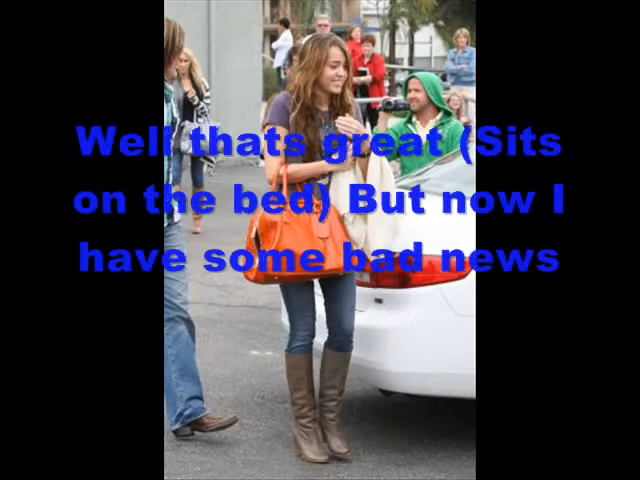 Well thats great (Sits
on the bed) But now I
have some bad news